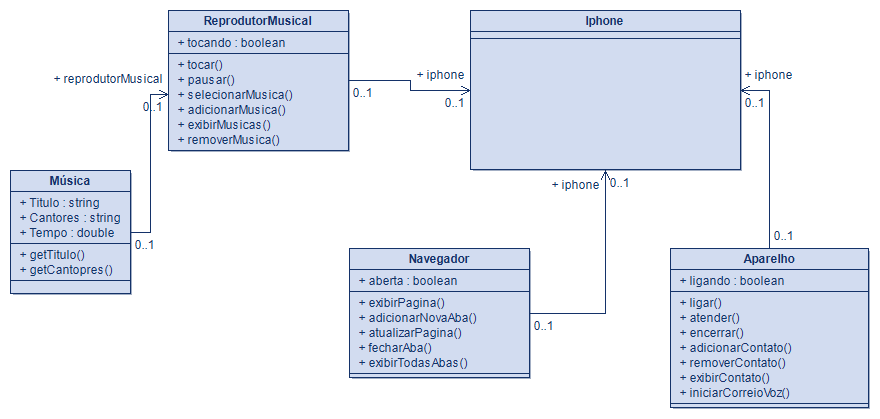 ReprodutorMusical
+ tocando : boolean
+ tocar()
+ pausar()
+ selecionarMusica()
+ adicionarMusica()
+ exibirMusicas()
+ removerMusica()
Iphone
+ reprodutorMusical
0..1
0..1
+ iphone
0..1
+ iphone
0..1
Música
+ Titulo : string
+ Cantores : string
+ Tempo : double
+ getTitulo()
+ getCantopres()
0..1
+ iphone
0..1
Navegador
+ aberta : boolean
+ exibirPagina()
+ adicionarNovaAba()
+ atualizarPagina()
+ fecharAba()
+ exibirTodasAbas()
0..1
0..1
Aparelho
+ ligando : boolean
+ ligar()
+ atender()
+ encerrar()
+ adicionarContato()
+ removerContato()
+ exibirContato()
+ iniciarCorreioVoz()